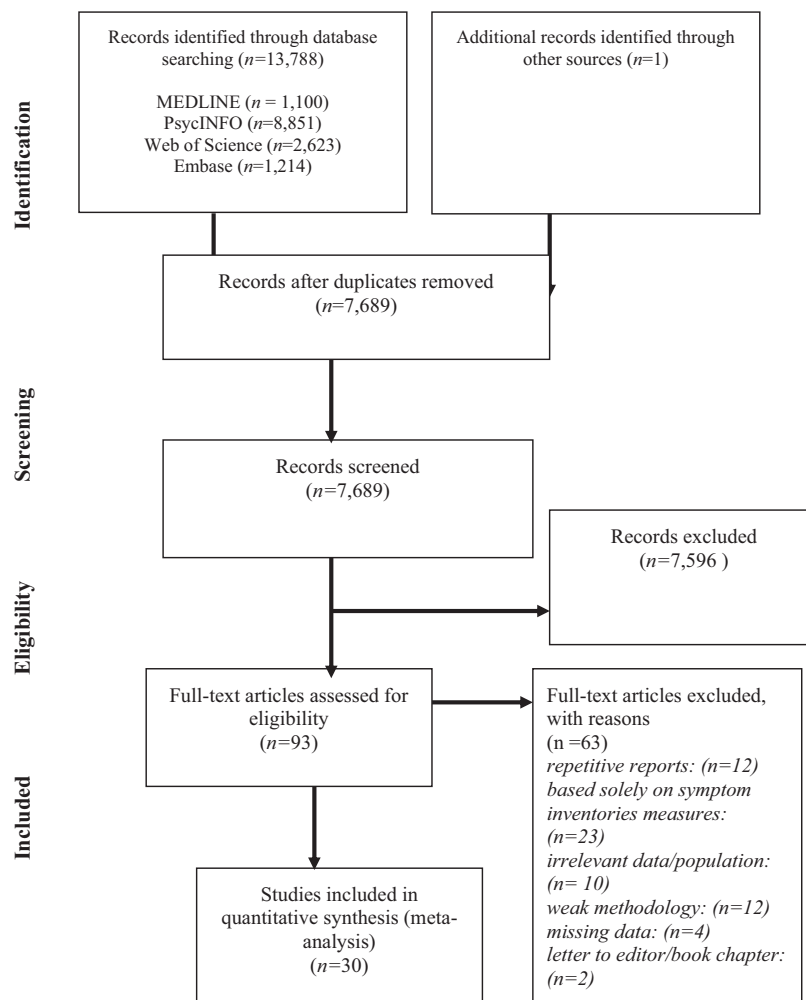 Records identified through database
searching (n=13,788)
MEDLINE (n = 1,100)
PsycINFO (n=8,851)
Web of Science (n=2,623)
Embase (n=1,214)
Additional records identified through
other sources (n=1)
Identification
Records after duplicates removed
(n=7,689)
Screening
Records screened
(n=7,689)
Records excluded
(n=7,596 )
Eligibility
Full-text articles assessed for
eligibility
(n=93)
Full-text articles excluded,
with reasons
(n =63)
repetitive reports: (n=12)
based solely on symptom
inventories measures:
(n=23)
irrelevant data/population:
(n= 10)
weak methodology: (n=12)
missing data: (n=4)
letter to editor/book chapter:
(n=2)
Included
Studies included in
quantitative synthesis (meta-
analysis)
(n=30)